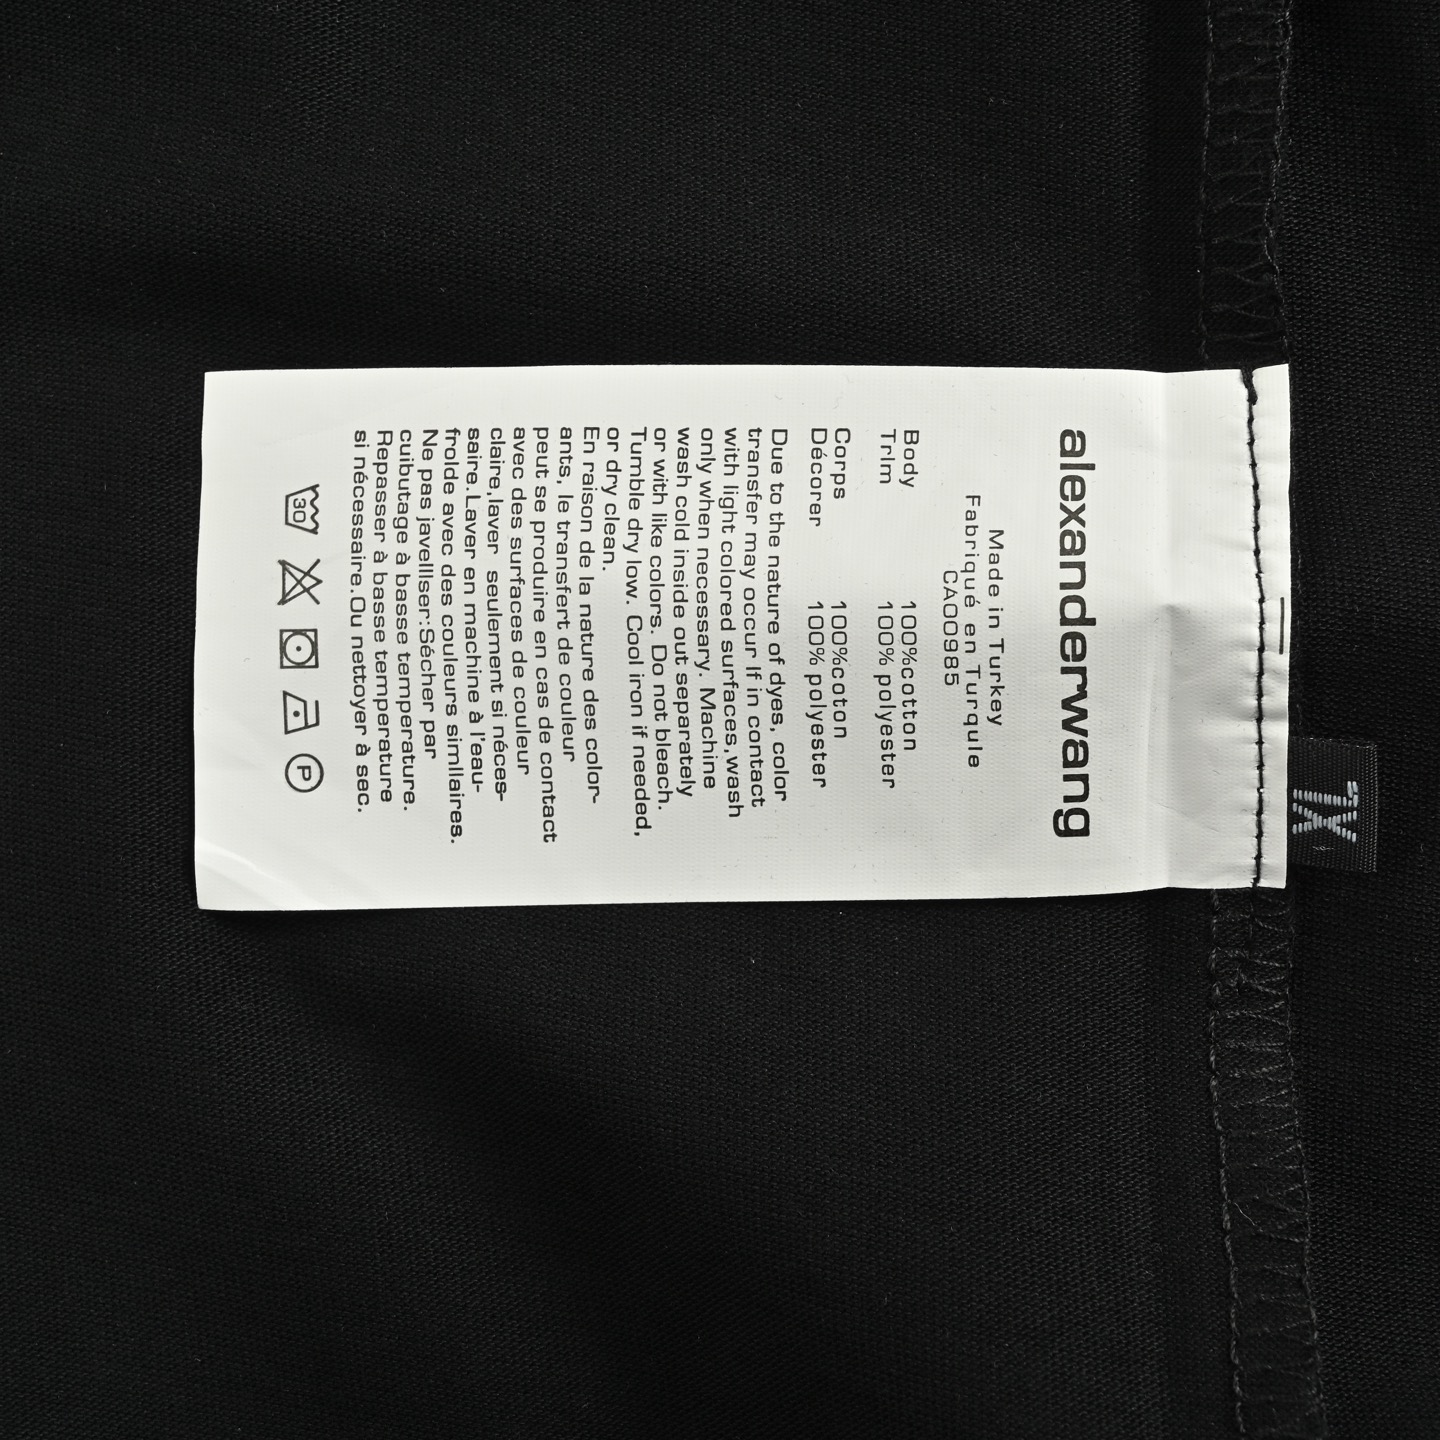 alexanderwang
Made in Turkey
Fabriqué en Turqule
CA00985
Body 100%cotton
Trlm 100% polyester
Corps 100%coton
Décorer 100% polyester
Due to the nature of dyes, color
transfer may occur If in contact
with light colored surfaces,wash
only when necessary. Machine
wash cold inside out separately
or with like colors. Do not bleach.
Tumble dry low. Cool iron if needed,
or dry clean.
En raison de la nature des color-
ants, le transfert de couleur
peut se produire en cas de contact
avec des surfaces de couleur
claire,laver seulement si néces-
saire.Laver en machine à l'eau-
frolde avec des couleurs simllaires.
Ne pas javelllser:Sécher par
cuibutage à basse temperature.
Repasser à basse temperature
si nécessaire.Ou netoyer à sec.
30
P
XL